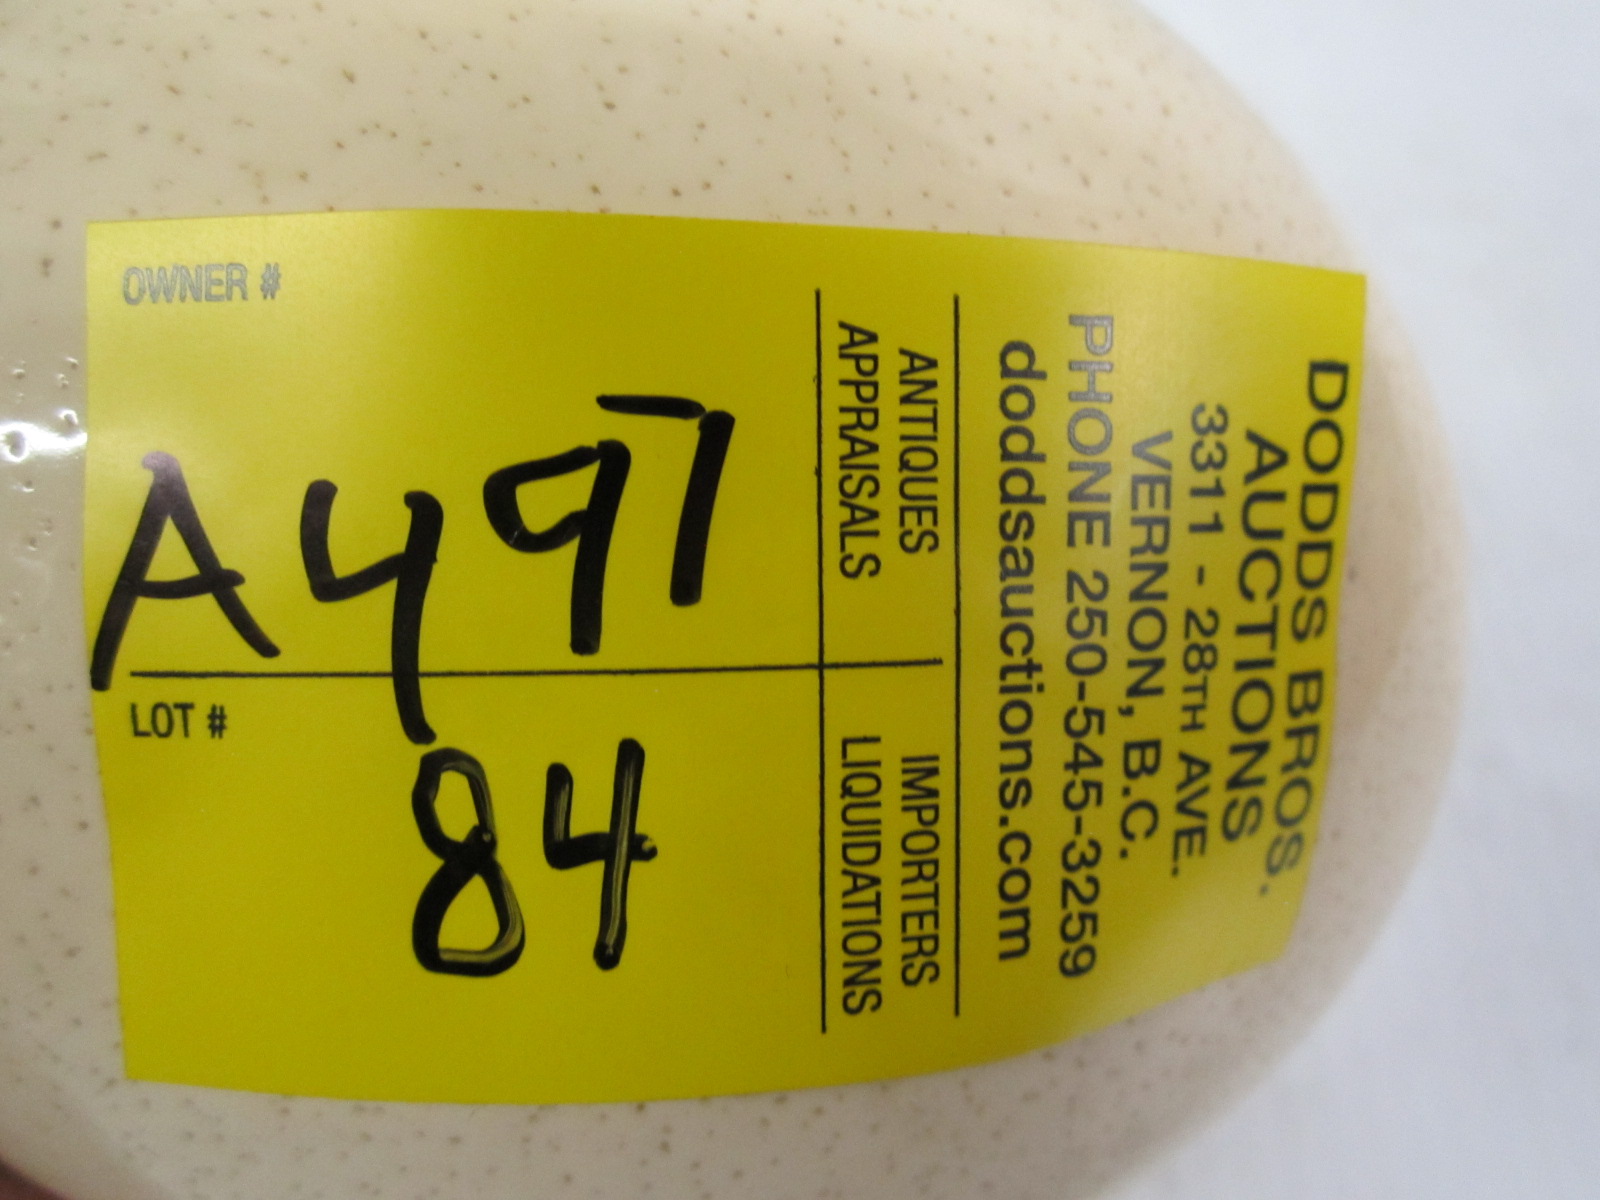 DODDS BROS.
AUCTIONS
3311 - 28TH AVE.
VERNON, B.C.
PHONE 250-545-3259
doddsauctions.com
ANTIQUES
APPRAISALS
IMPORTERS
LIQUIDATIONS
OWNER #
A497
LOT #
84